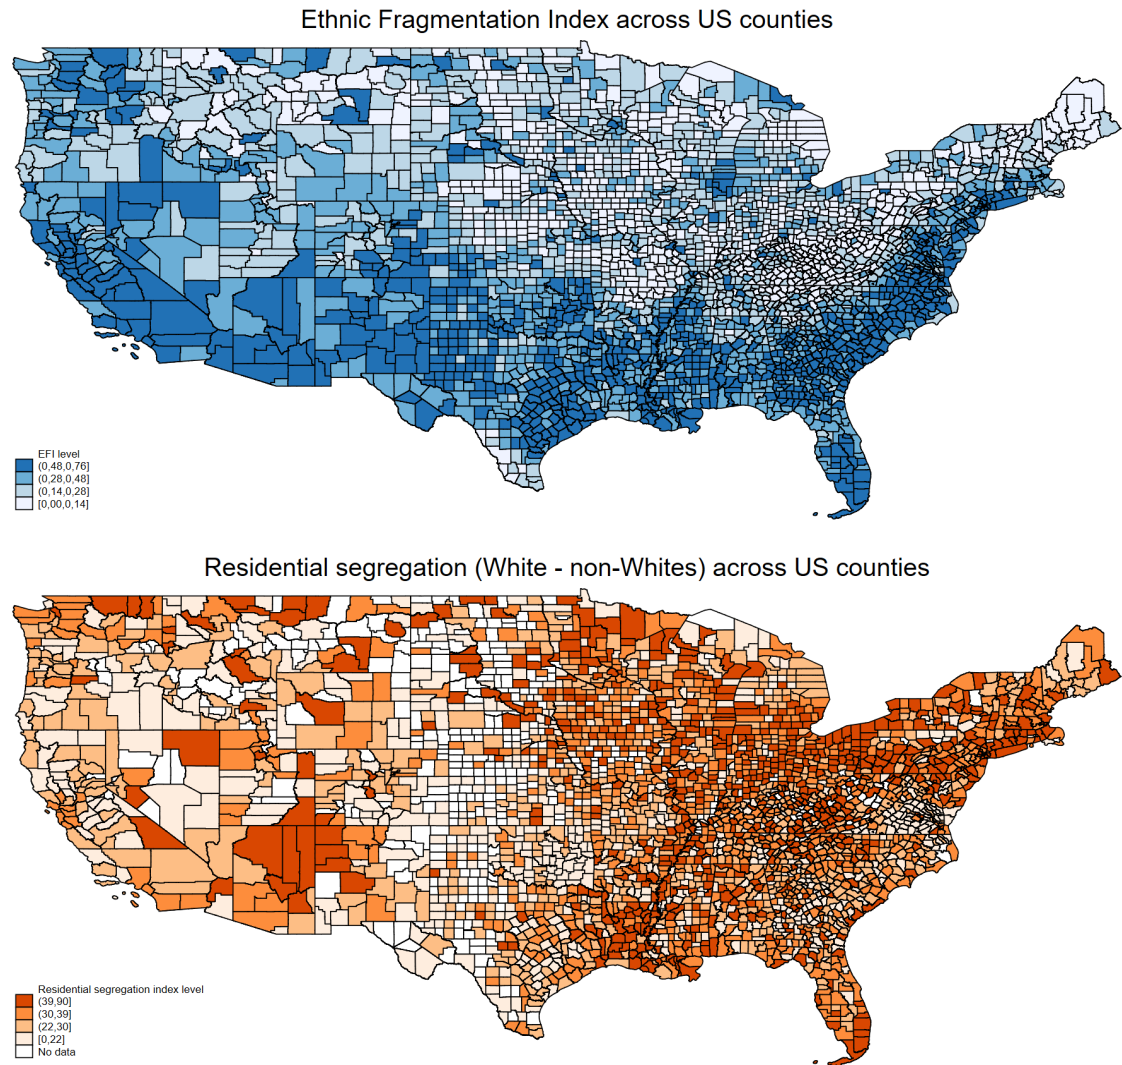 Ethnic Fragmentation Index across US counties
EFI level
(0,48,0,76]
(0,28,0,48]
(0,14,0,28]
[0,00,0,14]
Residential segregation (White - non-Whites) across US counties
Residential segregation index level
(39,90]
(30,39]
(22,30]
[0,22]
No data